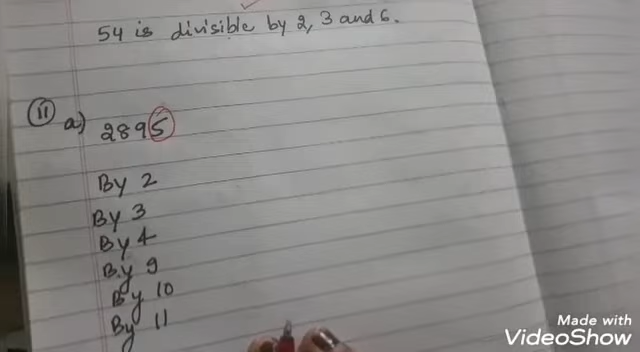 54 is divisible by 2, 3 and 6.
11 a) 2895
By 2
By 3
By 4
By 9
By 10
By 11
Made with
VideoShow